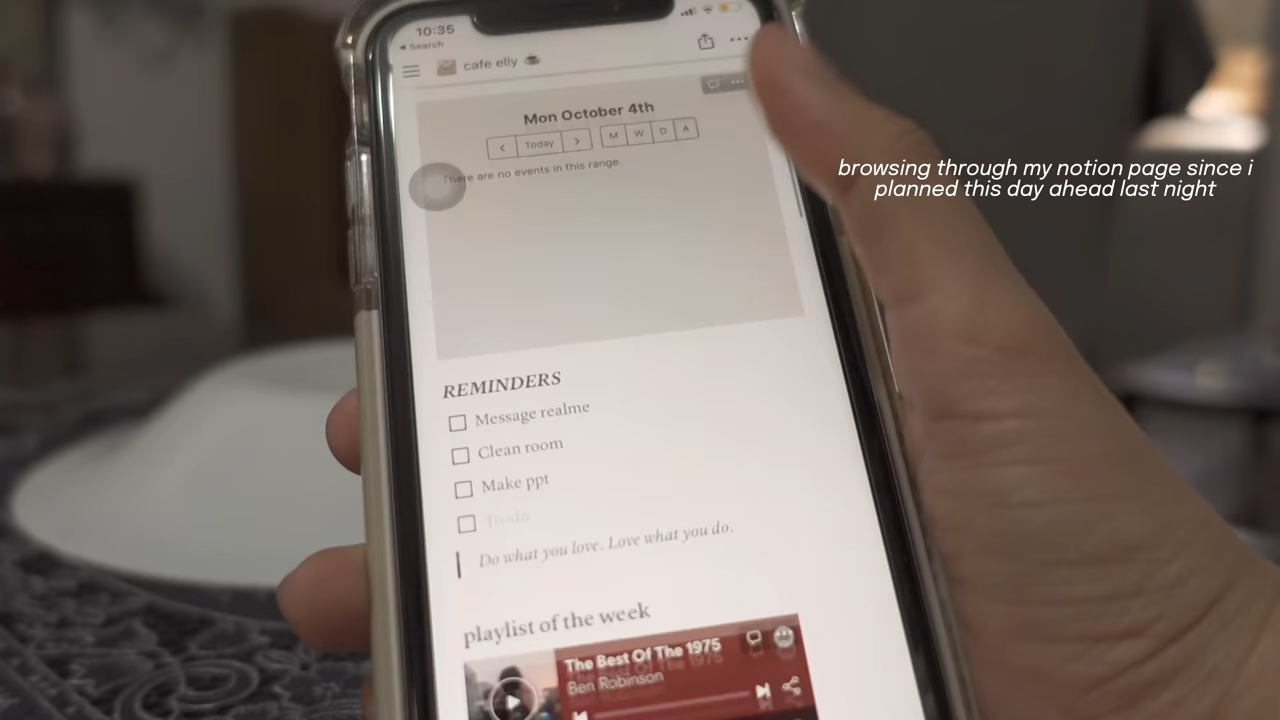 10:35
Search
cafe elly
Mon October 4th
Today
M W D A
There are no events in this range.
browsing through my notion page since i
planned this day ahead last night
REMINDERS
Message realme
Clean room
Make ppt
To-do
Do what you love. Love what you do.
playlist of the week
The Best Of The 1975
Ben Robinson